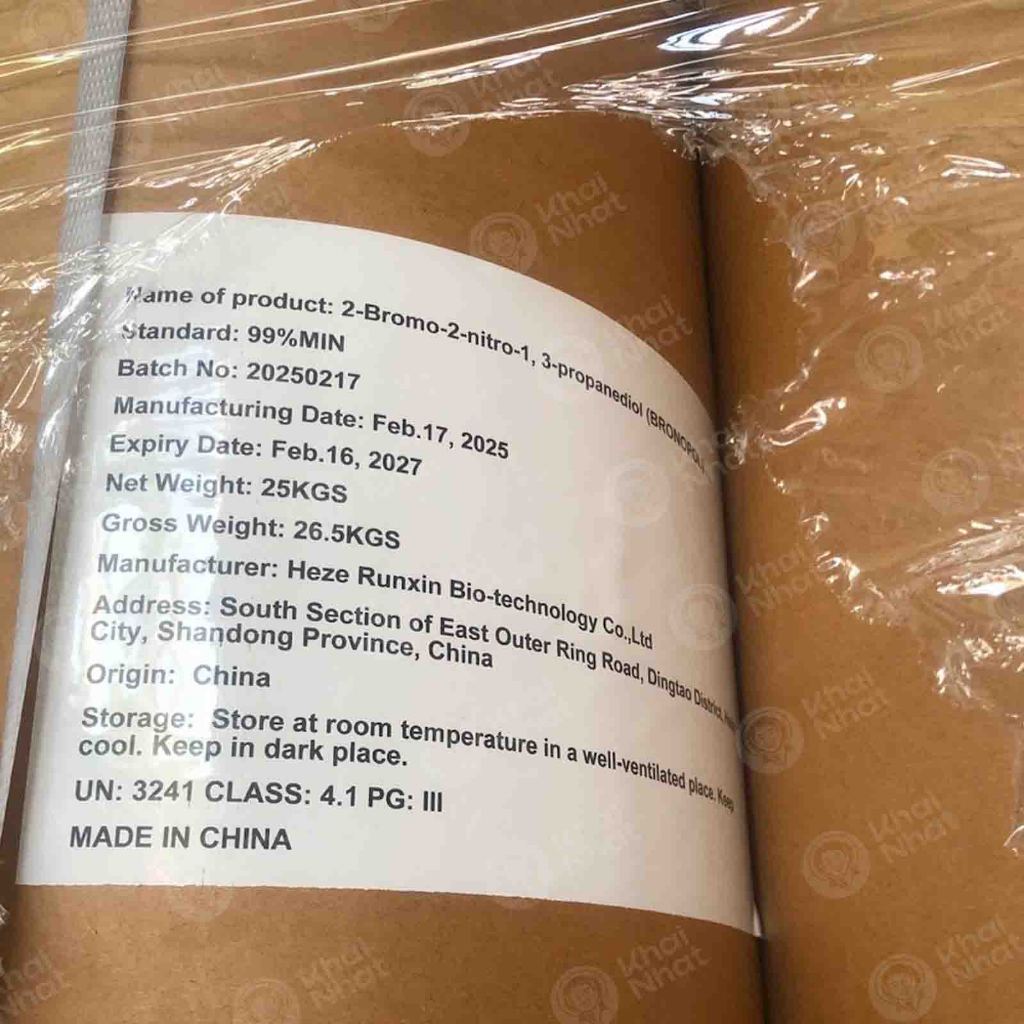 Name of product: 2-Bromo-2-nitro-1, 3-propanediol (BRONOPOL)
Standard: 99%MIN
Batch No: 20250217
Manufacturing Date: Feb.17, 2025
Expiry Date: Feb.16, 2027
Net Weight: 25KGS
Gross Weight: 26.5KGS
Manufacturer: Heze Runxin Bio-technology Co.,Ltd
Address: South Section of East Outer Ring Road, Dingtao District,
City, Shandong Province, China
Origin: China
Storage: Store at room temperature in a well-ventilated place. Keep
cool. Keep in dark place.
UN: 3241 CLASS: 4.1 PG: III
MADE IN CHINA
Khai
Nhat